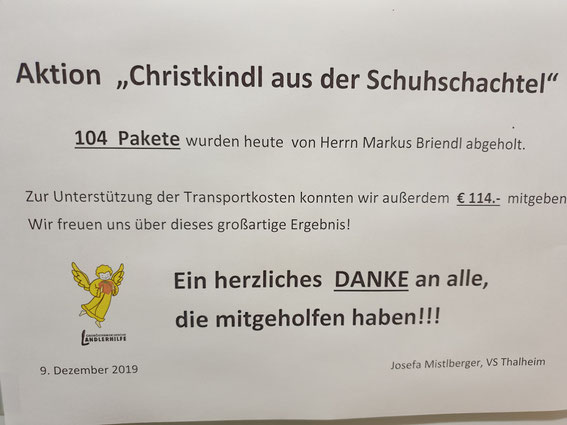 Aktion „Christkindl aus der Schuhschachtel“
104 Pakete wurden heute von Herrn Markus Briendl abgeholt.
Zur Unterstützung der Transportkosten konnten wir außerdem € 114.- mitgeben
Wir freuen uns über dieses großartige Ergebnis!
Ein herzliches DANKE an alle,
die mitgeholfen haben!!!
LANDLERHILFE
9. Dezember 2019
Josefa Mistlberger, VS Thalheim